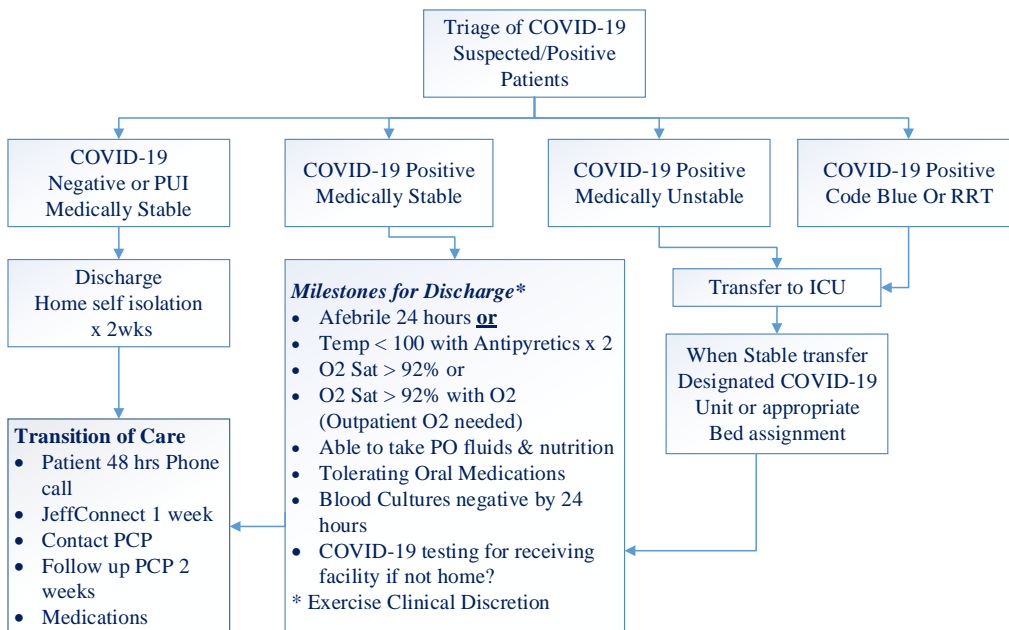 Triage of COVID-19
Suspected/Positive
Patients
COVID-19
Negative or PUI
Medically Stable
COVID-19 Positive
Medically Stable
COVID-19 Positive
Medically Unstable
COVID-19 Positive
Code Blue Or RRT
Discharge
Home self isolation
x 2wks
Milestones for Discharge*
• Afebrile 24 hours or
• Temp < 100 with Antipyretics x 2
• O2 Sat > 92% or
• O2 Sat > 92% with O2
(Outpatient O2 needed)
• Able to take PO fluids & nutrition
• Tolerating Oral Medications
• Blood Cultures negative by 24
hours
• COVID-19 testing for receiving
facility if not home?
* Exercise Clinical Discretion
Transfer to ICU
When Stable transfer
Designated COVID-19
Unit or appropriate
Bed assignment
Transition of Care
• Patient 48 hrs Phone
call
• JeffConnect 1 week
• Contact PCP
• Follow up PCP 2
weeks
• Medications